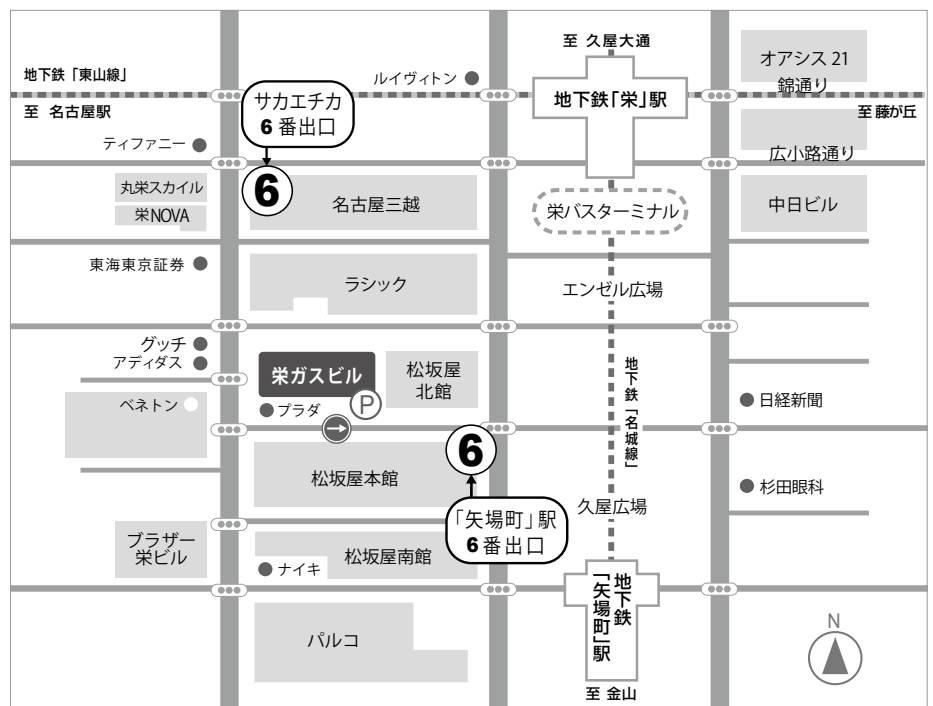 至 久屋大通
オアシス 21
地下鉄「東山線」
ルイヴィトン
錦通り
サカエチカ
6 番出口
地下鉄「栄」駅
至 名古屋駅
至 藤が丘
ティファニー
広小路通り
6
丸栄スカイル
名古屋三越
栄バスターミナル
中日ビル
栄NOVA
東海東京証券
ラシック
エンゼル広場
グッチ
アディダス
栄ガスビル
松坂屋
北館
地下鉄「名城線」
ベネトン
プラダ
P
日経新聞
6
松坂屋本館
杉田眼科
久屋広場
「矢場町」駅
6 番出口
ブラザー
栄ビル
松坂屋南館
ナイキ
地下鉄
「矢場町」駅
パルコ
N
至 金山